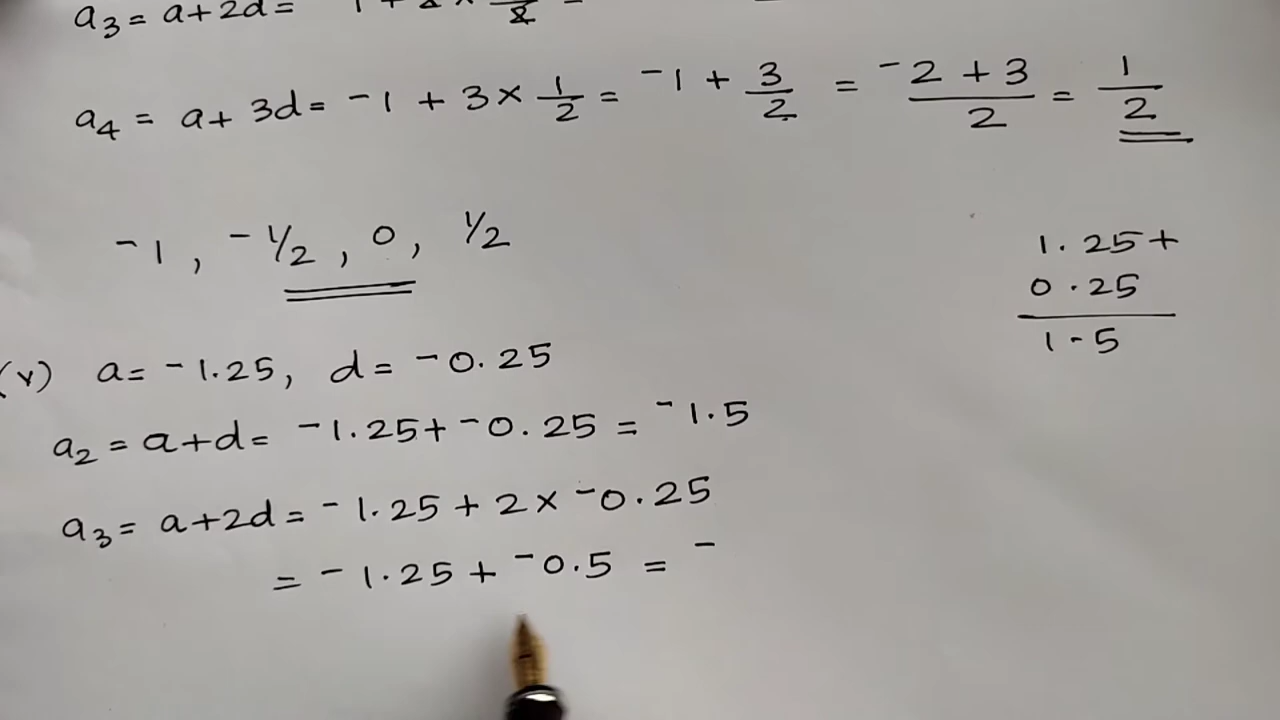 a₃ = a+2d =
a₄ = a+ 3d = -1 + 3 × 1/2 = -1 + 3/2 = (-2 + 3)/2 = 1/2
-1 , -1/2 , 0 , 1/2
1.25+
0.25
1-5
(v) a= -1.25, d= -0.25
a₂ = a+d= -1.25+ -0.25 = -1.5
a₃ = a+2d = -1.25 + 2 × -0.25
= -1.25 + -0.5 = -